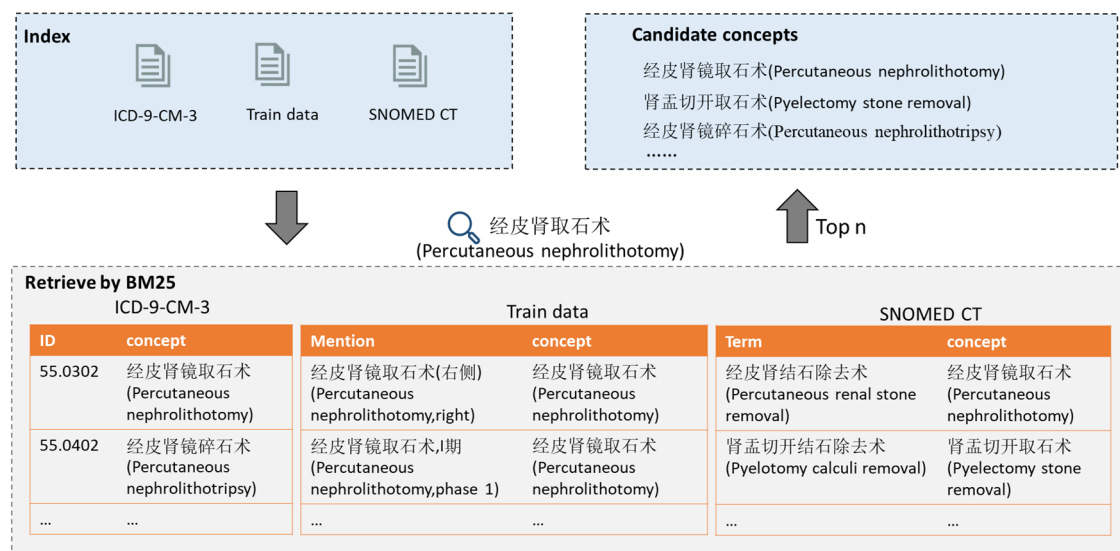 Index
ICD-9-CM-3
Train data
SNOMED CT
Candidate concepts
经皮肾镜取石术(Percutaneous nephrolithotomy)
肾盂切开取石术(Pyelectomy stone removal)
经皮肾镜碎石术(Percutaneous nephrolithotripsy)
……
经皮肾取石术
(Percutaneous nephrolithotomy)
Top n
Retrieve by BM25
ICD-9-CM-3
ID concept
55.0302 经皮肾镜取石术
(Percutaneous
nephrolithotomy)
55.0402 经皮肾镜碎石术
(Percutaneous
nephrolithotripsy)
... ...
Train data
Mention concept
经皮肾镜取石术(右侧) 经皮肾镜取石术
(Percutaneous (Percutaneous
nephrolithotomy,right) nephrolithotomy)
经皮肾镜取石术,I期 经皮肾镜取石术
(Percutaneous (Percutaneous
nephrolithotomy,phase 1) nephrolithotomy)
... ...
SNOMED CT
Term concept
经皮肾结石除去术 经皮肾镜取石术
(Percutaneous renal stone (Percutaneous
removal) nephrolithotomy)
肾盂切开结石除去术 肾盂切开取石术
(Pyelotomy calculi removal) (Pyelectomy stone
removal)
... ...